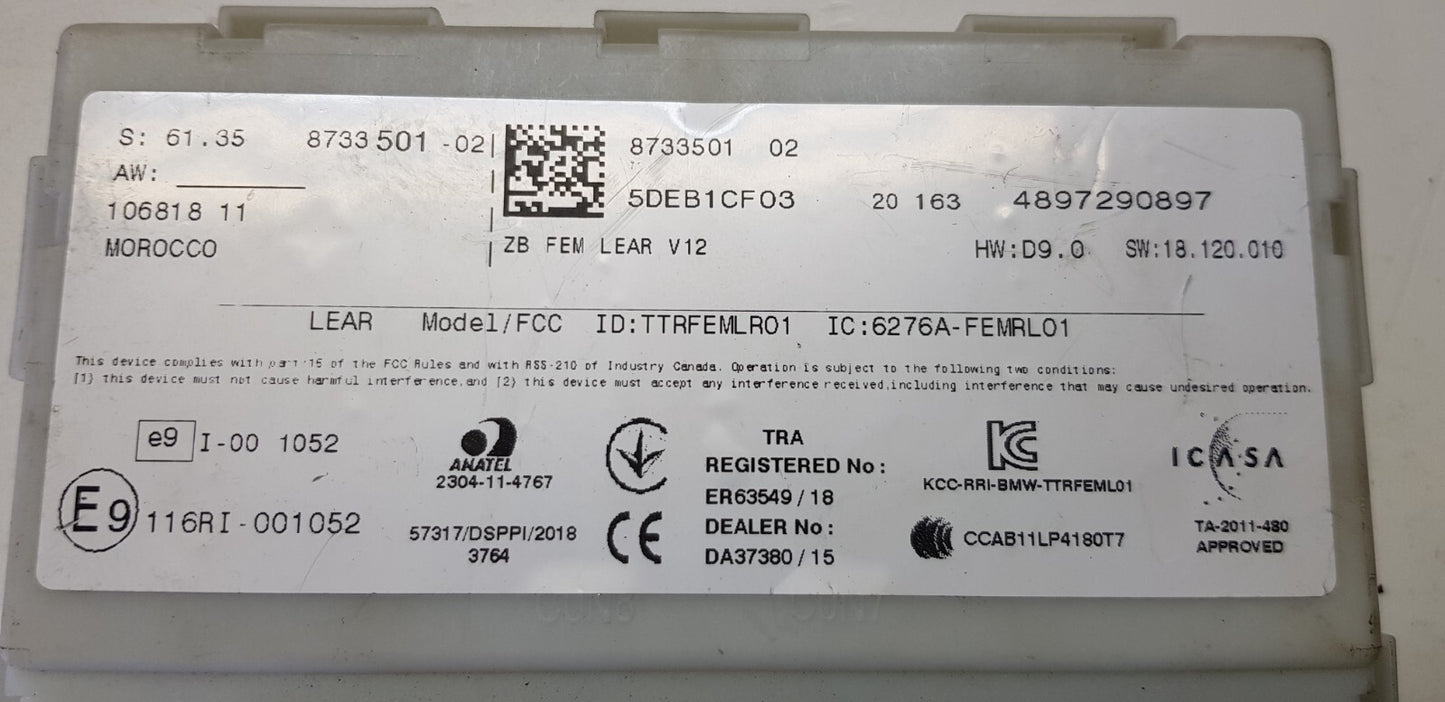 S: 61.35 8733 501 -02|
AW: ________
106818 11
MOROCCO
8733501 02
5DEB1CF03 20 163 4897290897
ZB FEM LEAR V12 HW:D9.0 SW:18.120.010
LEAR Model/FCC ID:TTRFEMLR01 IC:6276A-FEMRL01
This device complies with part 15 of the FCC Rules and with RSS-210 of Industry Canada. Operation is subject to the following two conditions:
[1} this device must not cause harmful interference,and [2} this device must accept any interference received,including interference that may cause undesired operation.
e9 I-00 1052
E9 116RI-001052
ANATEL
2304-11-4767
57317/DSPPI/2018
3764
CE
TRA
REGISTERED No:
ER63549/18
DEALER No:
DA37380/15
KC
KCC-RRI-BMW-TTRFEML01
CCAB11LP4180T7
ICASA
TA-2011-480
APPROVED